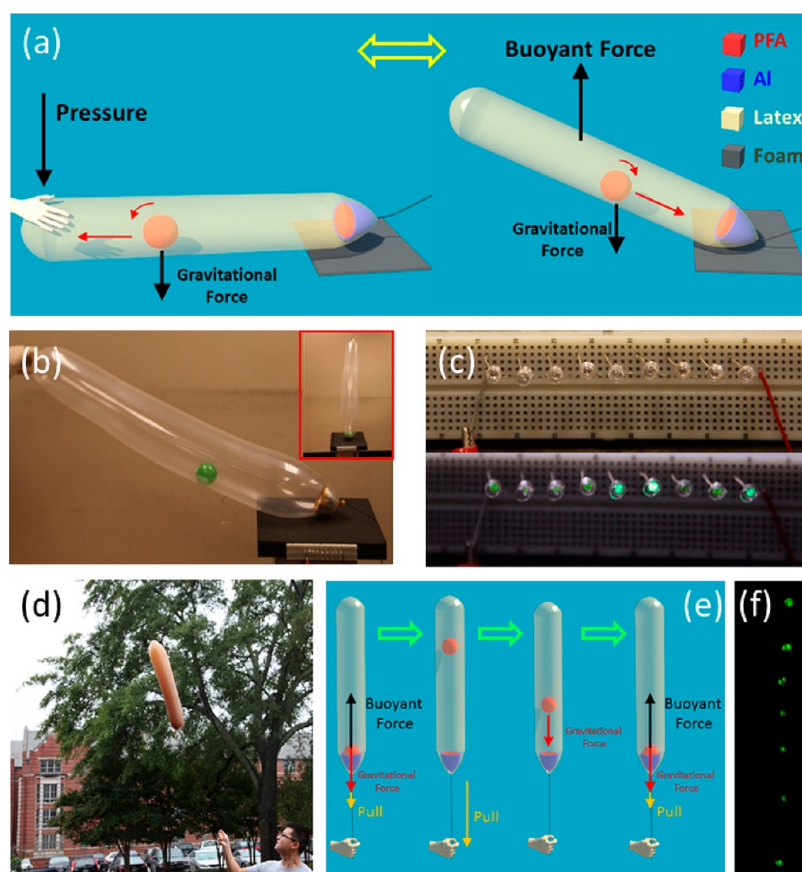 (a)
Pressure
Gravitational
Force
Buoyant Force
Gravitational
Force
PFA
Al
Latex
Foam
(b)
(c)
(d)
(e)
Buoyant
Force
Gravitational
Force
Pull
Pull
Gravitational
Force
Buoyant
Force
Gravitational
Force
Pull
(f)